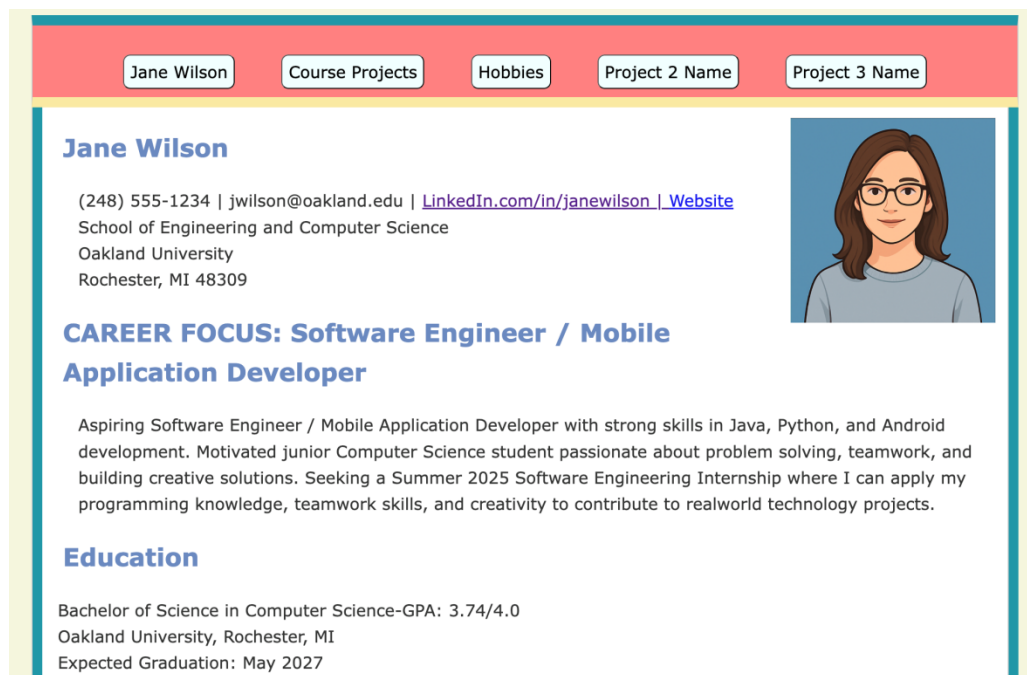 Jane Wilson Course Projects Hobbies Project 2 Name Project 3 Name
Jane Wilson
(248) 555-1234 | jwilson@oakland.edu | LinkedIn.com/in/janewilson | Website
School of Engineering and Computer Science
Oakland University
Rochester, MI 48309
CAREER FOCUS: Software Engineer / Mobile
Application Developer
Aspiring Software Engineer / Mobile Application Developer with strong skills in Java, Python, and Android
development. Motivated junior Computer Science student passionate about problem solving, teamwork, and
building creative solutions. Seeking a Summer 2025 Software Engineering Internship where I can apply my
programming knowledge, teamwork skills, and creativity to contribute to realworld technology projects.
Education
Bachelor of Science in Computer Science-GPA: 3.74/4.0
Oakland University, Rochester, MI
Expected Graduation: May 2027